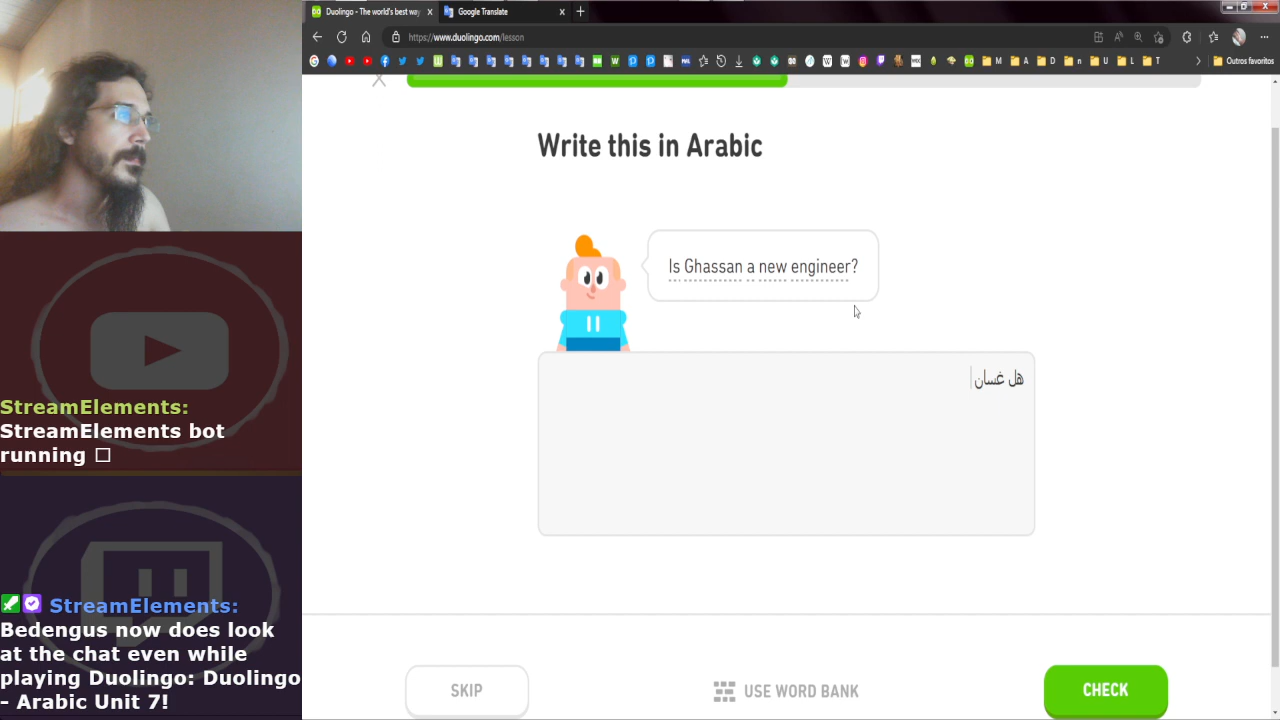 Duolingo - The world's best way
Google Translate
https://www.duolingo.com/lesson
M
A
D
n
U
L
T
Outros favoritos
Write this in Arabic
Is Ghassan a new engineer?
هل غسان
SKIP
USE WORD BANK
CHECK
StreamElements:
StreamElements bot
running
StreamElements:
Bedengus now does look
at the chat even while
playing Duolingo: Duolingo
- Arabic Unit 7!